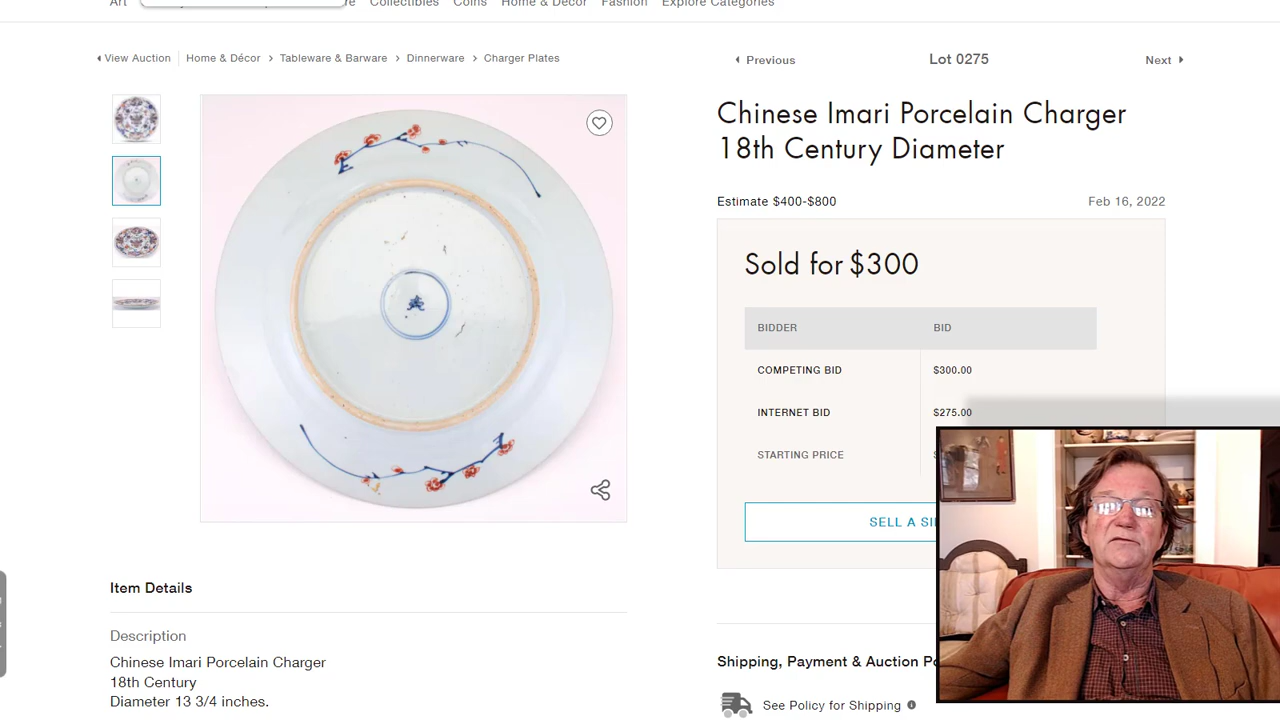 Art
Collectibles Coins Home & Décor Fashion Explore Categories
View Auction Home & Décor Tableware & Barware Dinnerware Charger Plates
Previous Lot 0275 Next
Chinese Imari Porcelain Charger
18th Century Diameter
Estimate $400-$800 Feb 16, 2022
Sold for $300
BIDDER BID
COMPETING BID $300.00
INTERNET BID $275.00
STARTING PRICE
SELL A
Item Details
Description
Chinese Imari Porcelain Charger
18th Century
Diameter 13 3/4 inches.
Shipping, Payment & Auction
See Policy for Shipping